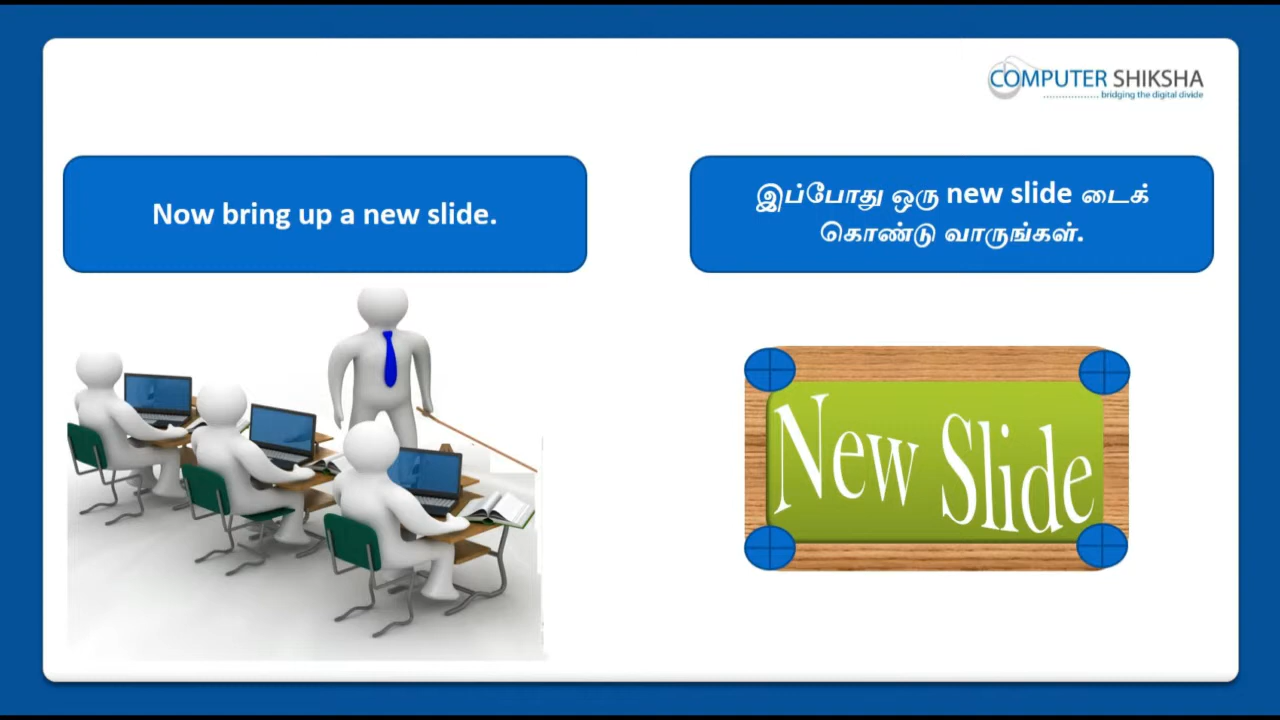 COMPUTER SHIKSHA
bridging the digital divide
Now bring up a new slide.
இப்போது ஒரு new slide டைக்
கொண்டு வாருங்கள்.
New Slide